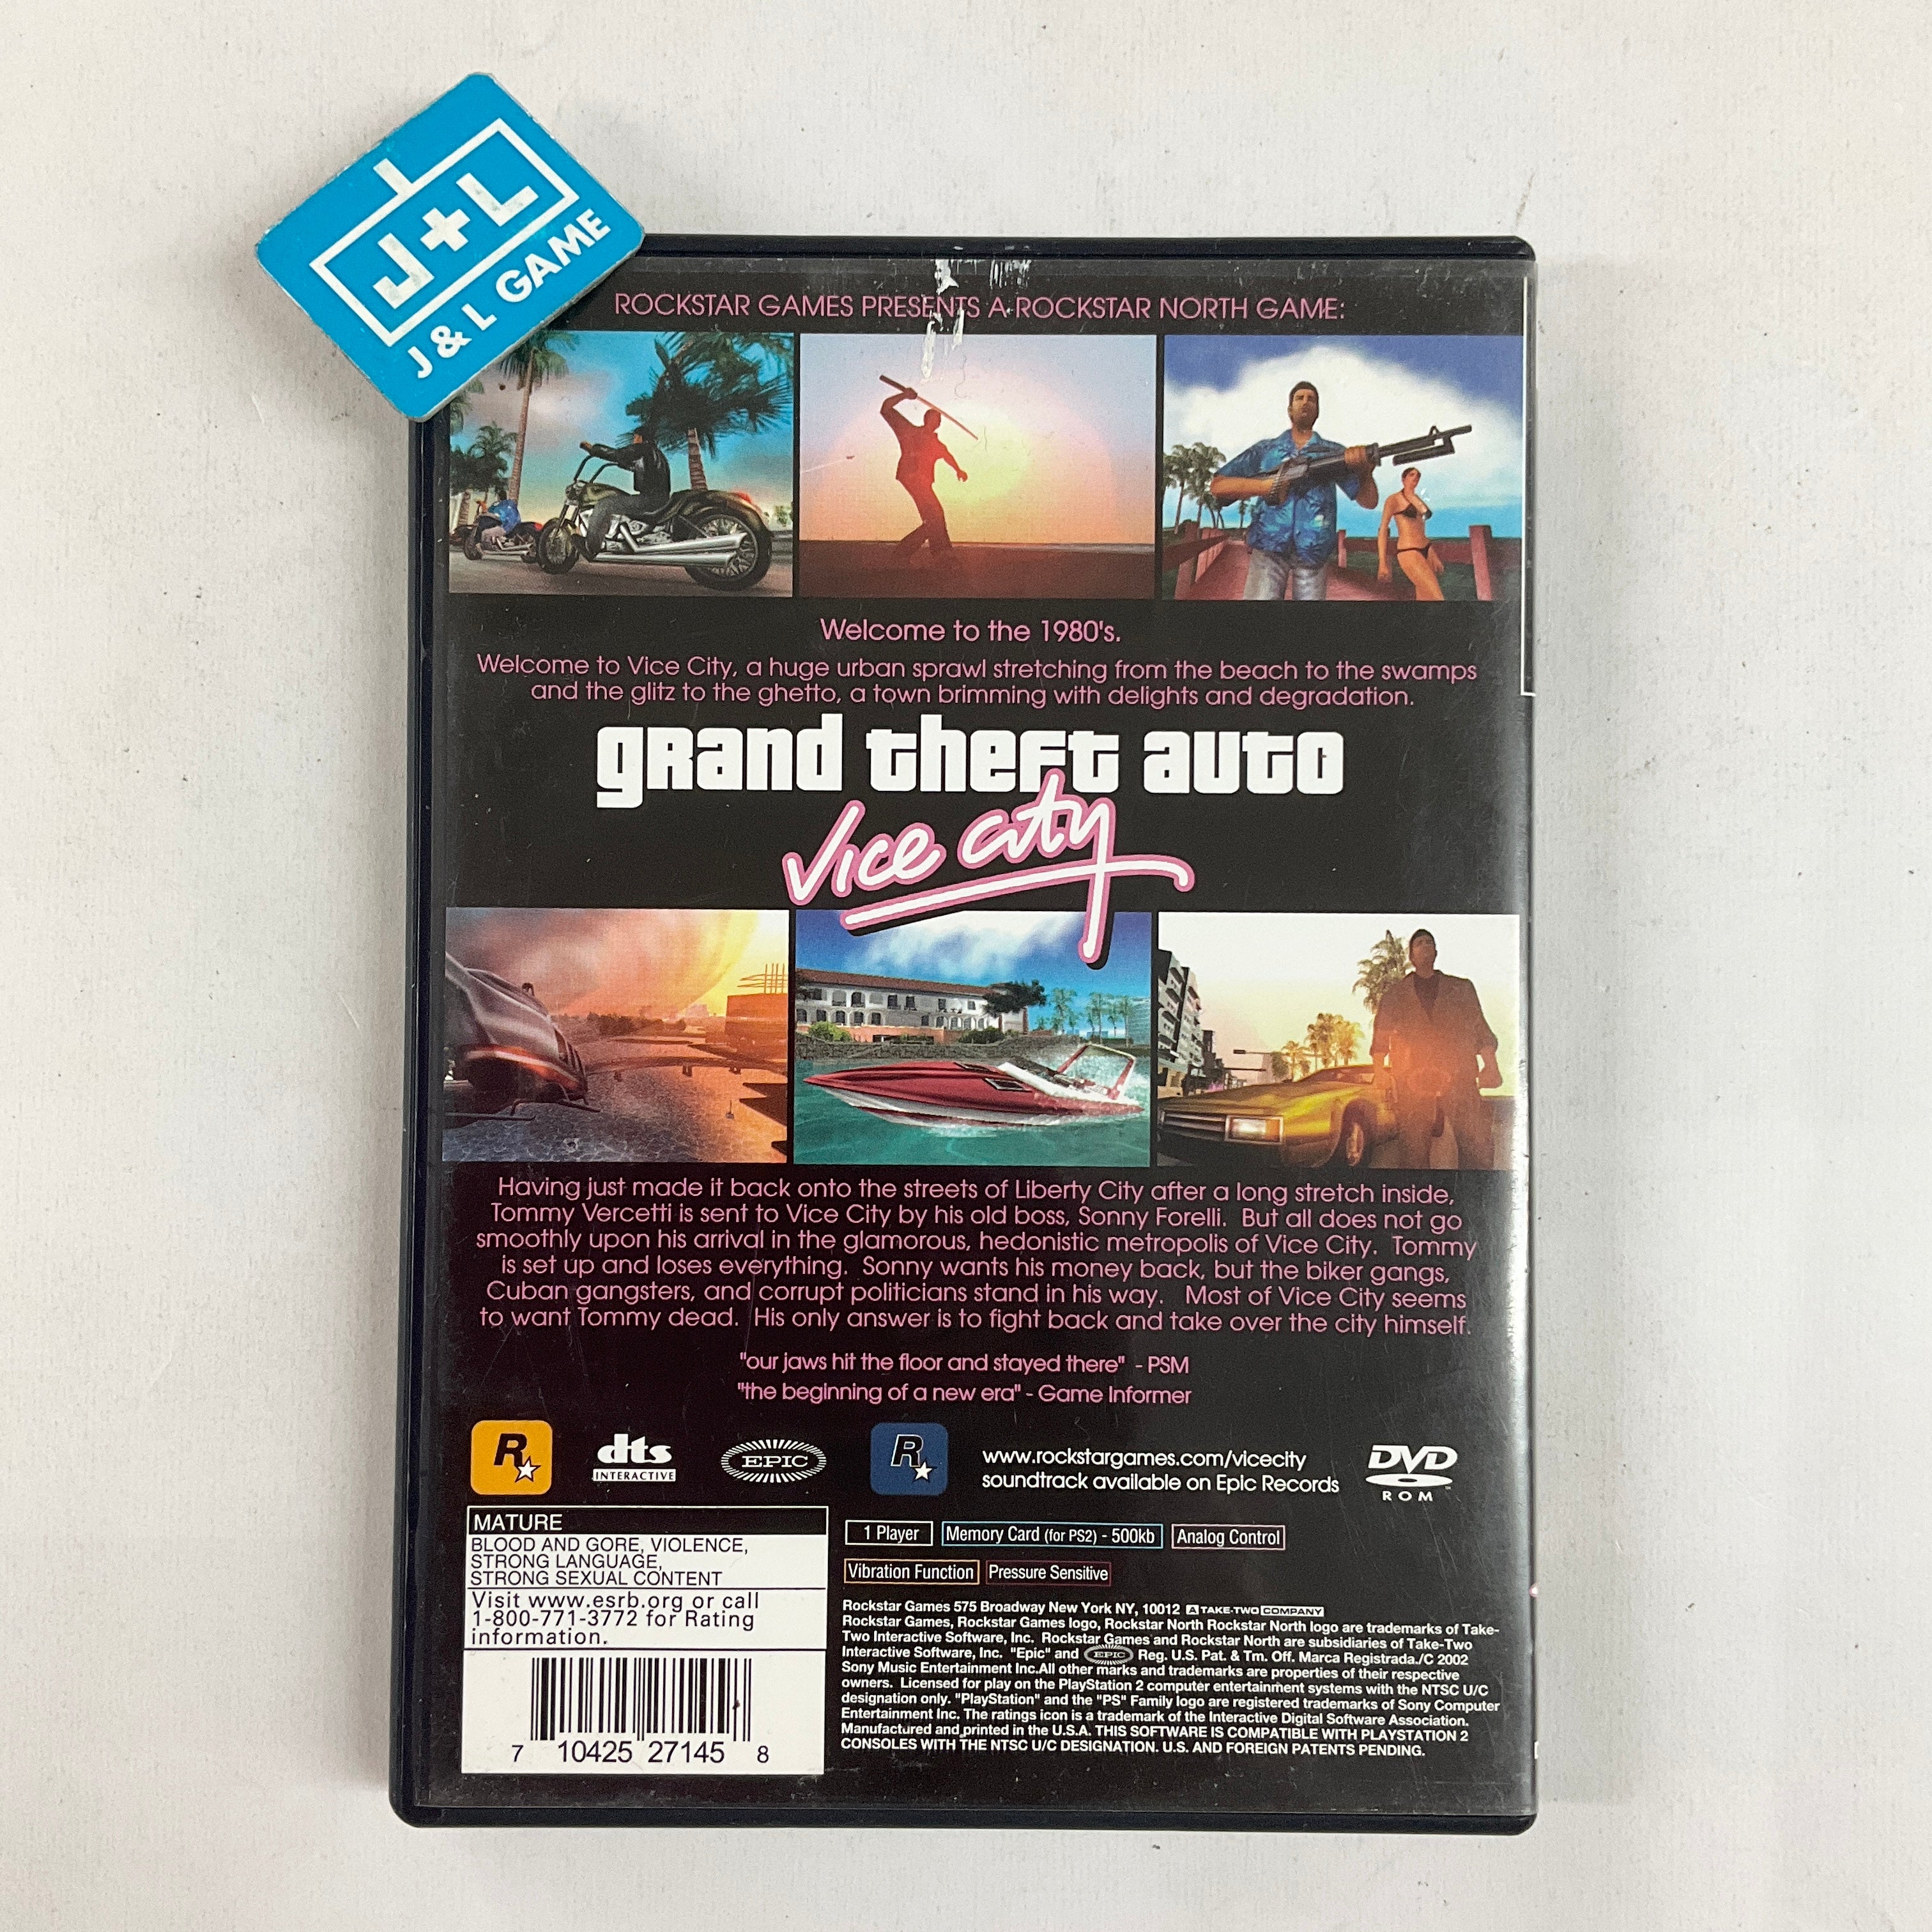 J+L
J & L GAME
ROCKSTAR GAMES PRESENTS A ROCKSTAR NORTH GAME:
Welcome to the 1980's.
Welcome to Vice City, a huge urban sprawl stretching from the beach to the swamps
and the glitz to the ghetto, a town brimming with delights and degradation.
grand theft auto
Vice City
Having just made it back onto the streets of Liberty City after a long stretch inside,
Tommy Vercetti is sent to Vice City by his old boss, Sonny Forelli. But all does not go
smoothly upon his arrival in the glamorous, hedonistic metropolis of Vice City. Tommy
is set up and loses everything. Sonny wants his money back, but the biker gangs,
Cuban gangsters, and corrupt politicians stand in his way. Most of Vice City seems
to want Tommy dead. His only answer is to fight back and take over the city himself.
"our jaws hit the floor and stayed there" - PSM
"the beginning of a new era" - Game Informer
R
dts
INTERACTIVE
EPIC
R
www.rockstargames.com/vicecity
soundtrack available on Epic Records
DVD
ROM
MATURE
BLOOD AND GORE, VIOLENCE,
STRONG LANGUAGE,
STRONG SEXUAL CONTENT
Visit www.esrb.org or call
1-800-771-3772 for Rating
information.
7 10425 27145 8
1 Player Memory Card (for PS2) - 500kb Analog Control
Vibration Function Pressure Sensitive
Rockstar Games 575 Broadway New York NY, 10012 A TAKE-TWO COMPANY
Rockstar Games, Rockstar Games logo, Rockstar North Rockstar North logo are trademarks of Take-
Two Interactive Software, Inc. Rockstar Games and Rockstar North are subsidiaries of Take-Two
Interactive Software, Inc. "Epic" and EPIC Reg. U.S. Pat. & Tm. Off. Marca Registrada./C 2002
Sony Music Entertainment Inc.All other marks and trademarks are properties of their respective
owners. Licensed for play on the PlayStation 2 computer entertainment systems with the NTSC U/C
designation only. "PlayStation" and the "PS" Family logo are registered trademarks of Sony Computer
Entertainment Inc. The ratings icon is a trademark of the Interactive Digital Software Association.
Manufactured and printed in the U.S.A. THIS SOFTWARE IS COMPATIBLE WITH PLAYSTATION 2
CONSOLES WITH THE NTSC U/C DESIGNATION. U.S. AND FOREIGN PATENTS PENDING.